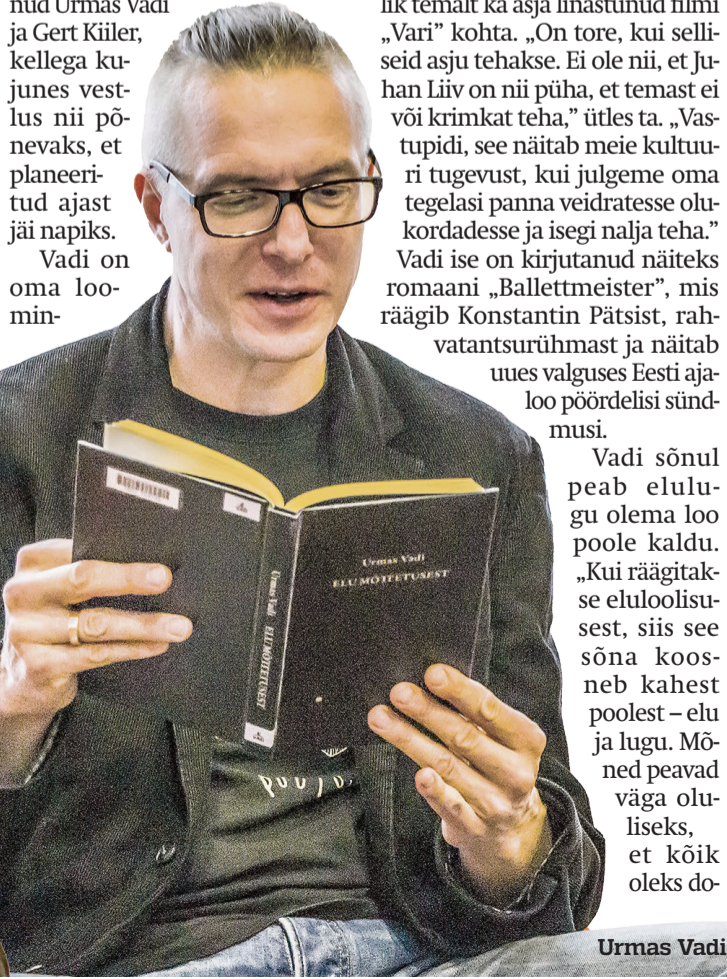 nud Urmas Vadi
ja Gert Kiiler,
kellega ku-
junes vest-
lus nii põ-
nevaks, et
planeeri-
tud ajast
jäi napiks.
Vadi on
oma loo-
min-
lik temalt ka äsja linastunud filmi
„Vari” kohta. „On tore, kui selli-
seid asju tehakse. Ei ole nii, et Ju-
han Liiv on nii püha, et temast ei
või krimkat teha,” ütles ta. „Vas-
tupidi, see näitab meie kultuu-
ri tugevust, kui julgeme oma
tegelasi panna veidratesse olu-
kordadesse ja isegi nalja teha.”
Vadi ise on kirjutanud näiteks
romaani „Ballettmeister”, mis
räägib Konstantin Pätsist, rah-
vatantsurühmast ja näitab
uues valguses Eesti aja-
loo pöördelisi sünd-
musi.
Vadi sõnul
peab elulu-
gu olema loo
poole kaldu.
„Kui räägitak-
se eluloolisu-
sest, siis see
sõna koos-
neb kahest
poolest – elu
ja lugu. Mõ-
ned peavad
väga olu-
liseks,
et kõik
oleks do-
Urmas Vadi
ELU MÕTTETUSEST
Urmas Vadi ELU MÕTTETUSEST
Urmas Vadi